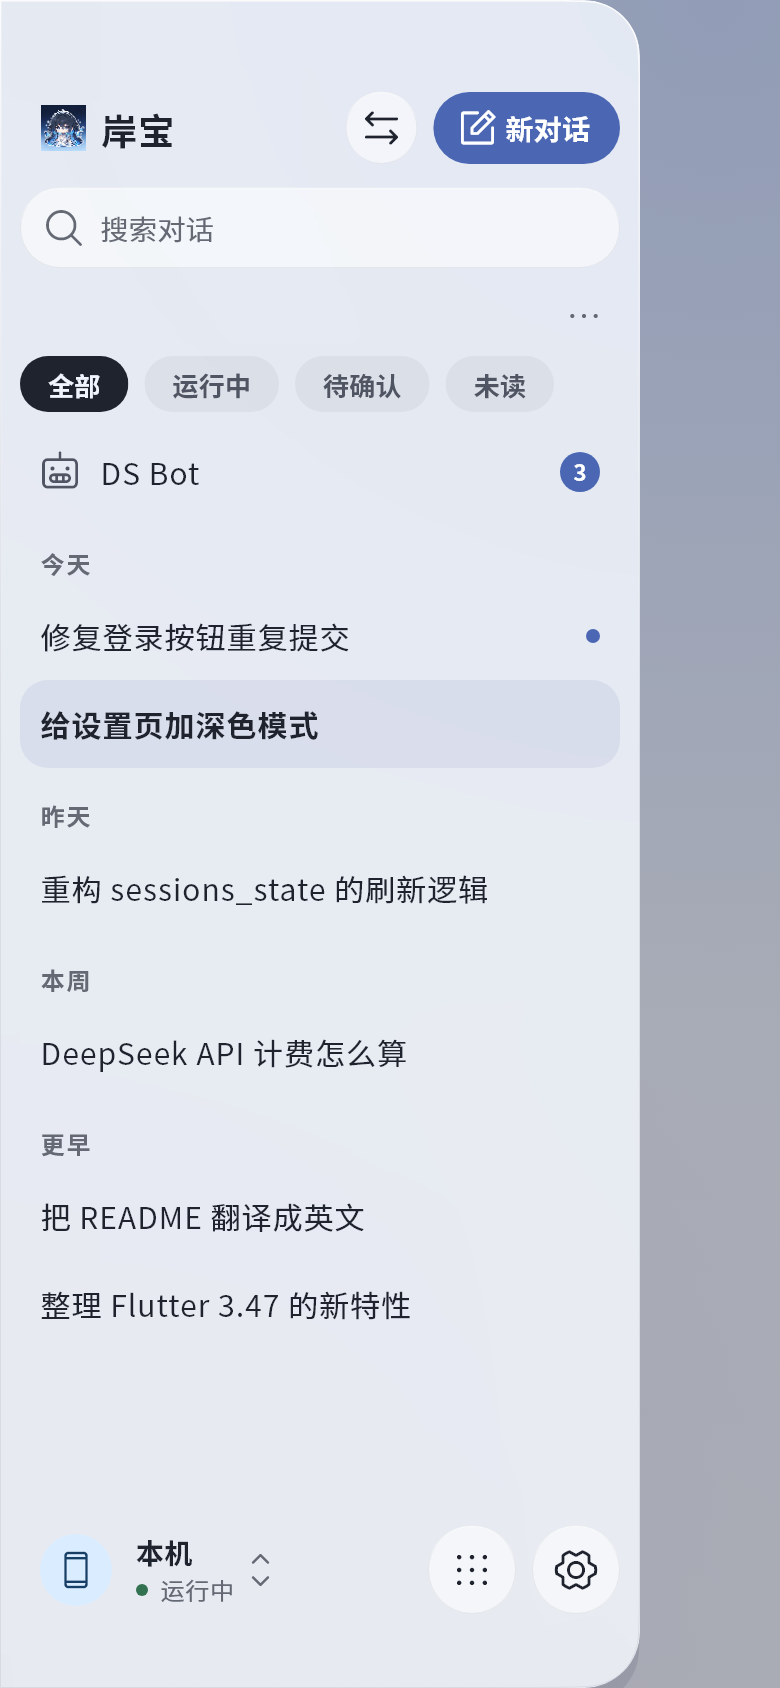 岸宝
新对话
搜索对话
全部 运行中 待确认 未读
DS Bot 3
今天
修复登录按钮重复提交
给设置页加深色模式
昨天
重构 sessions_state 的刷新逻辑
本周
DeepSeek API 计费怎么算
更早
把 README 翻译成英文
整理 Flutter 3.47 的新特性
本机
运行中